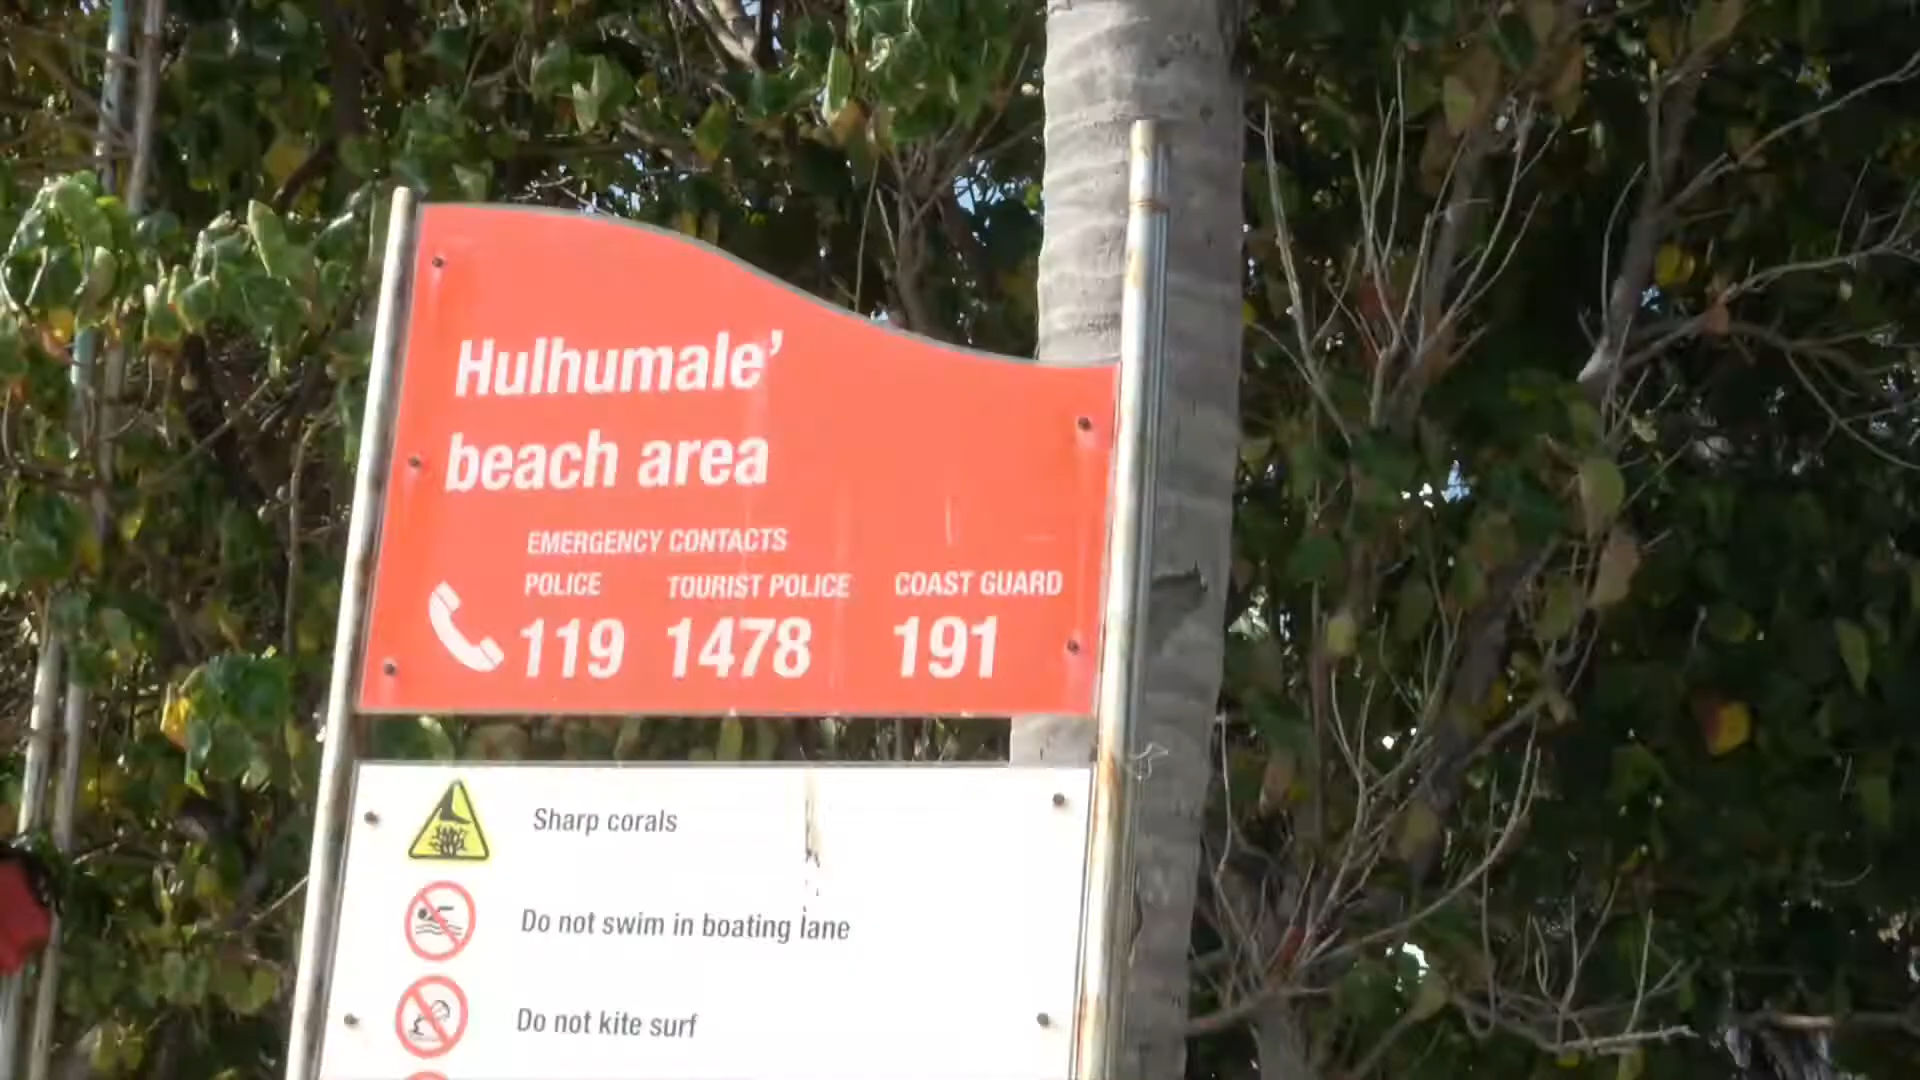 Hulhumale’
beach area
EMERGENCY CONTACTS
POLICE TOURIST POLICE COAST GUARD
119 1478 191
Sharp corals
Do not swim in boating lane
Do not kite surf